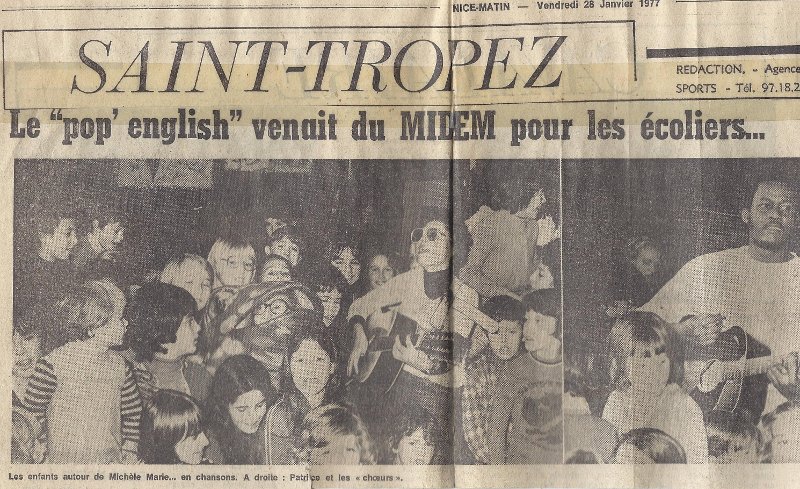 NICE-MATIN — Vendredi 28 Janvier 1977
SAINT-TROPEZ
REDACTION. - Agence
SPORTS - Tél. 97.18.2
Le "pop' english" venait du MIDEM pour les écoliers...
Les enfants autour de Michèle Marie... en chansons. A droite : Patrice et les « chœurs ».